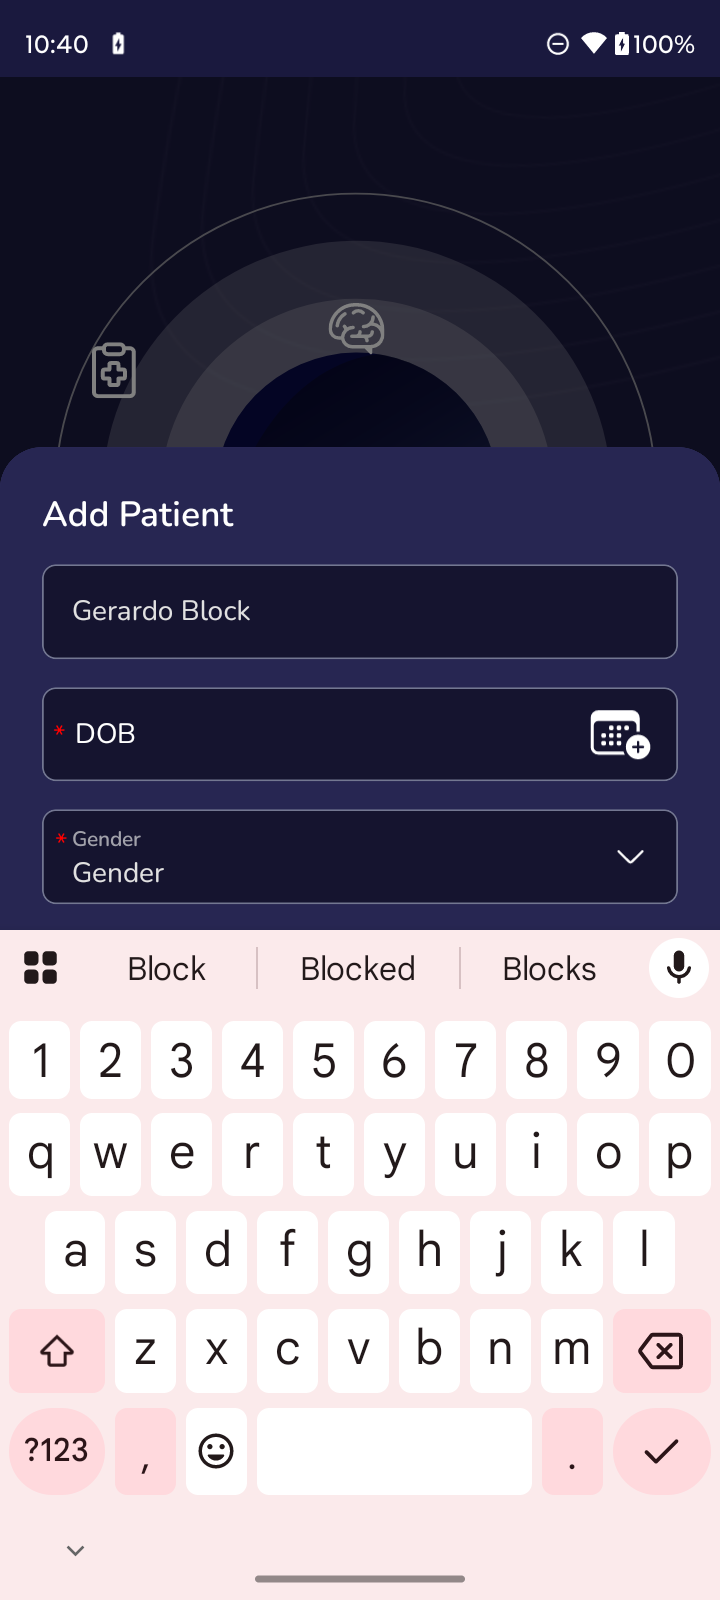 10:40 100%
Add Patient
Gerardo Block
* DOB
* Gender
Gender
Block Blocked Blocks
1 2 3 4 5 6 7 8 9 0
q w e r t y u i o p
a s d f g h j k l
z x c v b n m
?123 , .